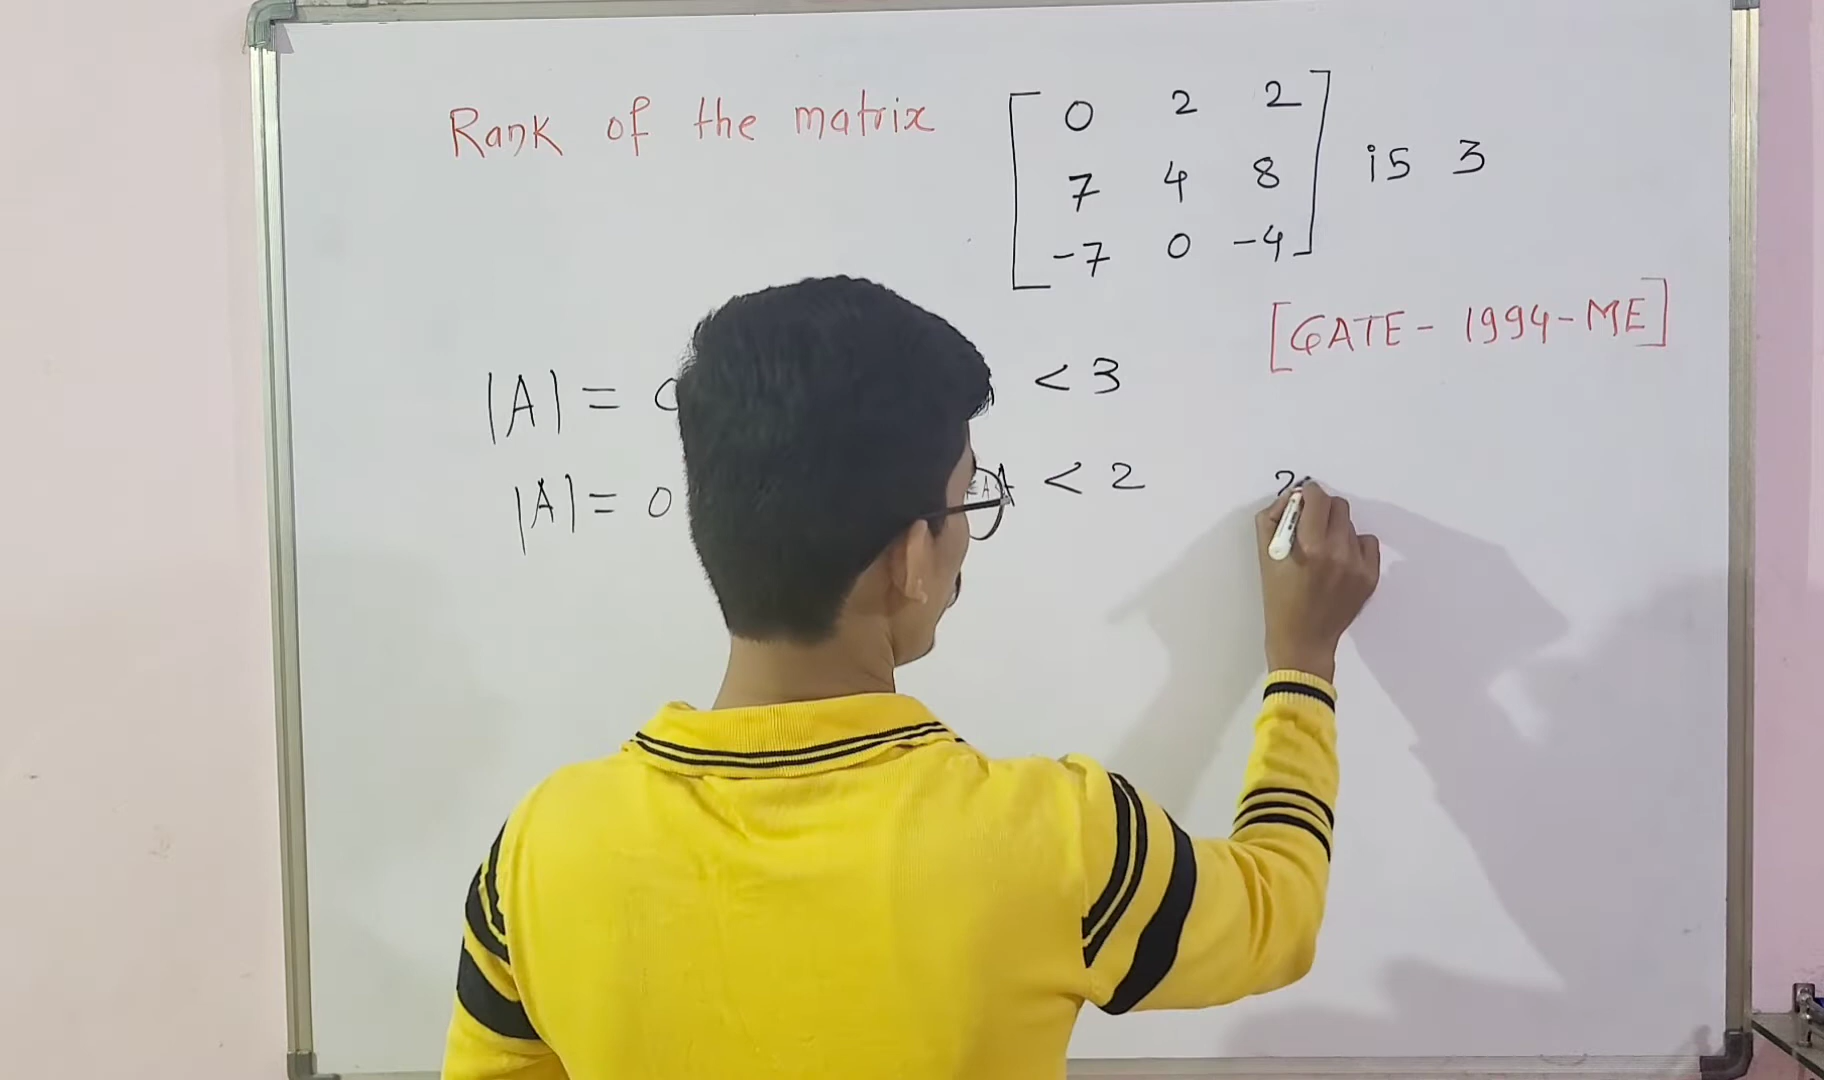 Rank of the matrix [ 0 2 2 ] is 3
7 4 8
-7 0 -4
[GATE - 1994 - ME]
|A| = < 3
|A| = 0 A < 2